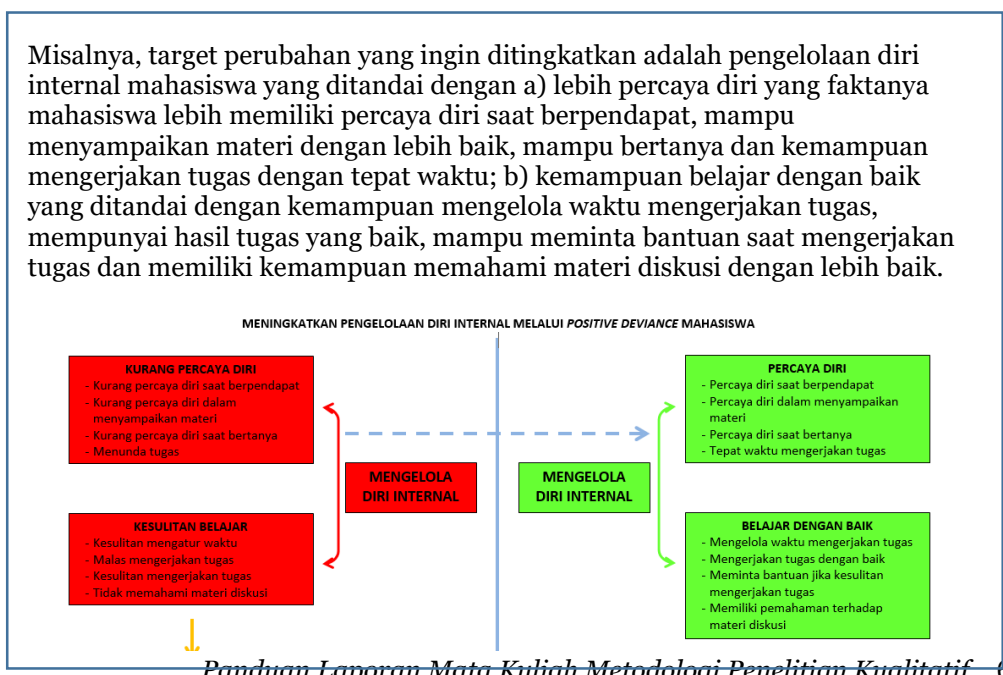 Misalnya, target perubahan yang ingin ditingkatkan adalah pengelolaan diri
internal mahasiswa yang ditandai dengan a) lebih percaya diri yang faktanya
mahasiswa lebih memiliki percaya diri saat berpendapat, mampu
menyampaikan materi dengan lebih baik, mampu bertanya dan kemampuan
mengerjakan tugas dengan tepat waktu; b) kemampuan belajar dengan baik
yang ditandai dengan kemampuan mengelola waktu mengerjakan tugas,
mempunyai hasil tugas yang baik, mampu meminta bantuan saat mengerjakan
tugas dan memiliki kemampuan memahami materi diskusi dengan lebih baik.
MENINGKATKAN PENGELOLAAN DIRI INTERNAL MELALUI POSITIVE DEVIANCE MAHASISWA
KURANG PERCAYA DIRI
- Kurang percaya diri saat berpendapat
- Kurang percaya diri dalam
menyampaikan materi
- Kurang percaya diri saat bertanya
- Menunda tugas
MENGELOLA
DIRI INTERNAL
KESULITAN BELAJAR
- Kesulitan mengatur waktu
- Malas mengerjakan tugas
- Kesulitan mengerjakan tugas
- Tidak memahami materi diskusi
PERCAYA DIRI
- Percaya diri saat berpendapat
- Percaya diri dalam menyampaikan
materi
- Percaya diri saat bertanya
- Tepat waktu mengerjakan tugas
MENGELOLA
DIRI INTERNAL
BELAJAR DENGAN BAIK
- Mengelola waktu mengerjakan tugas
- Mengerjakan tugas dengan baik
- Meminta bantuan jika kesulitan
mengerjakan tugas
- Memiliki pemahaman terhadap
materi diskusi
Panduan Laporan Mata Kuliah Metodologi Penelitian Kualitatif